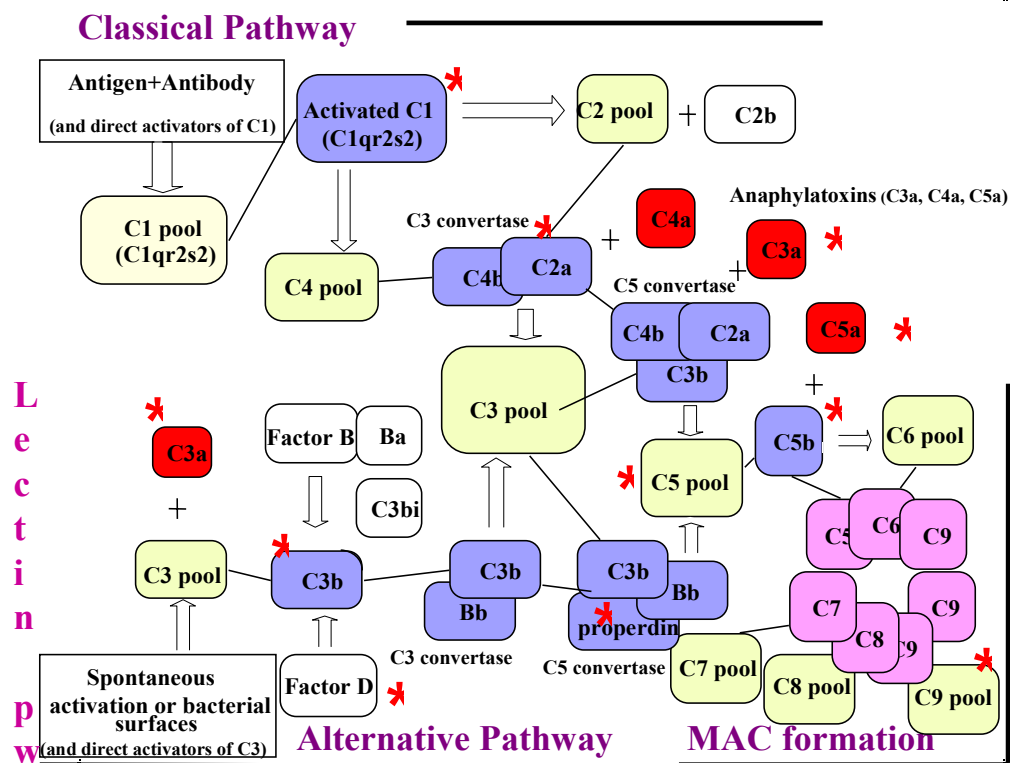 Classical Pathway
Antigen+Antibody
(and direct activators of C1)
Activated C1
(C1qr2s2)
C2 pool
+
C2b
C1 pool
(C1qr2s2)
C4 pool
C3 convertase
C4b
C2a
+
C4a
Anaphylatoxins (C3a, C4a, C5a)
+
C3a
C5 convertase
C4b
C2a
C3b
C5a
+
C3 pool
C5 pool
C5b
C6 pool
C5
C6
C9
C7
C8
C9
C9
Lectin pw
C3a
+
C3 pool
Factor B
Ba
C3bi
C3b
C3b
Bb
C3 convertase
C3b
Bb
properdin
C5 convertase
C7 pool
C8 pool
C9 pool
Spontaneous
activation or bacterial
surfaces
(and direct activators of C3)
Factor D
Alternative Pathway
MAC formation